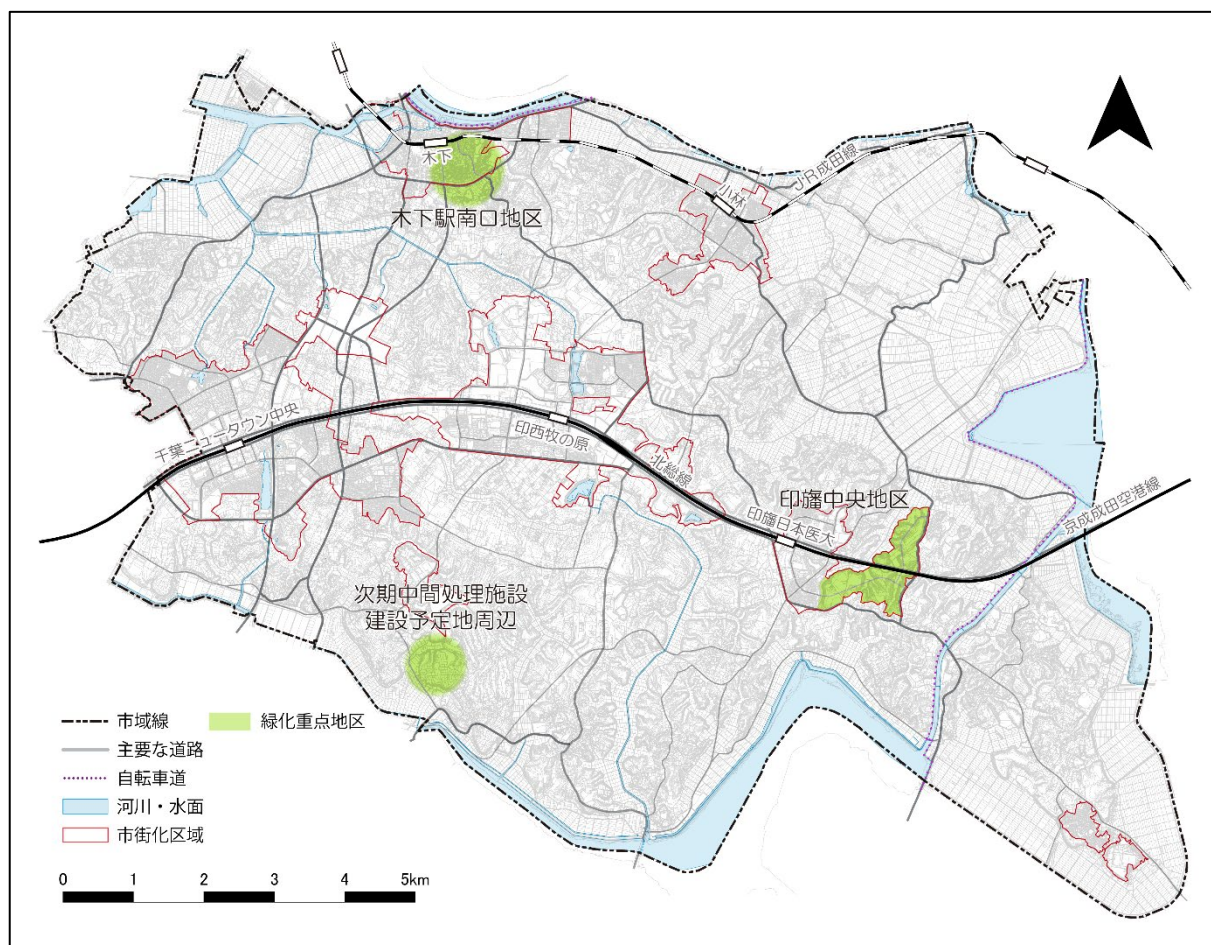 木下
小林
JR成田線
木下駅南口地区
千葉ニュータウン中央
印西牧の原
北総線
印旛中央地区
印旛日本医大
京成成田空港線
次期中間処理施設
建設予定地周辺
市域線
緑化重点地区
主要な道路
自転車道
河川・水面
市街化区域
0 1 2 3 4 5km